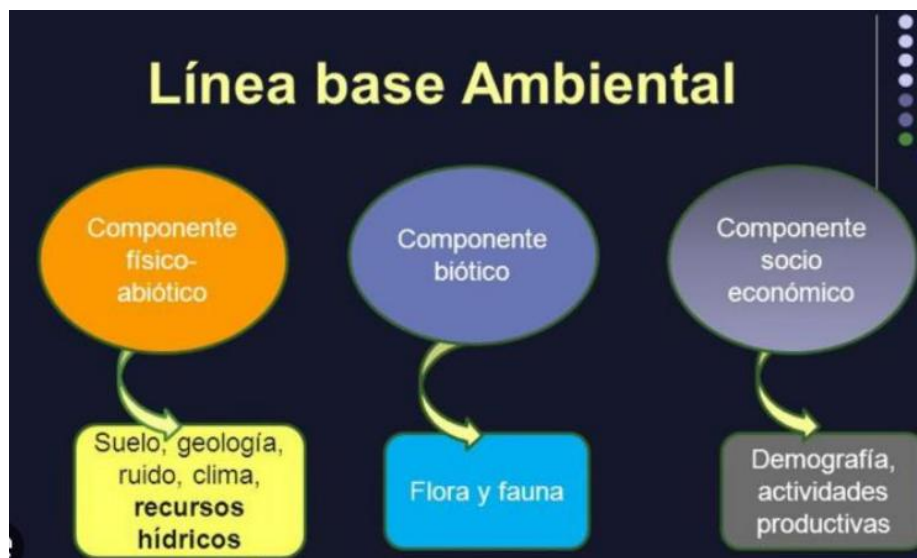 Línea base Ambiental
Componente
físico-
abiótico
Componente
biótico
Componente
socio
económico
Suelo, geología,
ruido, clima,
recursos
hídricos
Flora y fauna
Demografía,
actividades
productivas